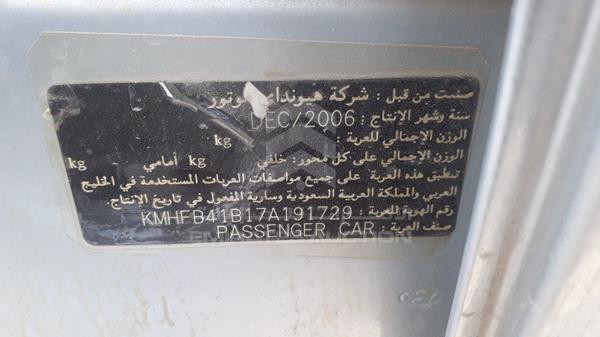 صنعت من قبل : شركة هيونداي موتور
سنة وشهر الإنتاج : DEC/2006
الوزن الإجمالي للعربة : kg
الوزن الإجمالي على كل محور: خلفي kg أمامي kg
تطبق هذه العربة على جميع مواصفات العربات المستخدمة في الخليج
العربي والمملكة العربية السعودية وسارية المفعول في تاريخ الإنتاج.
رقم الهوية للعربة : KMHFB41B17A191729
صنف العربة : PASSENGER CAR